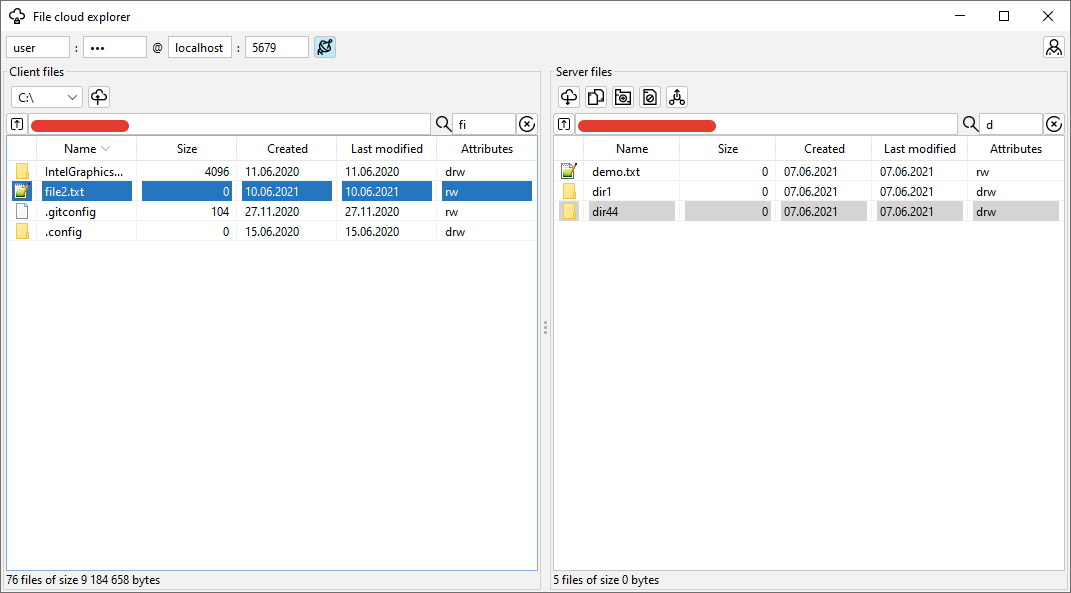 File cloud explorer
user : ••• @ localhost : 5679
Client files
C:\
fi
Name Size Created Last modified Attributes
IntelGraphics... 4096 11.06.2020 11.06.2020 drw
file2.txt 0 10.06.2021 10.06.2021 rw
.gitconfig 104 27.11.2020 27.11.2020 rw
.config 0 15.06.2020 15.06.2020 drw
76 files of size 9 184 658 bytes
Server files
d
Name Size Created Last modified Attributes
demo.txt 0 07.06.2021 07.06.2021 rw
dir1 0 07.06.2021 07.06.2021 drw
dir44 0 07.06.2021 07.06.2021 drw
5 files of size 0 bytes